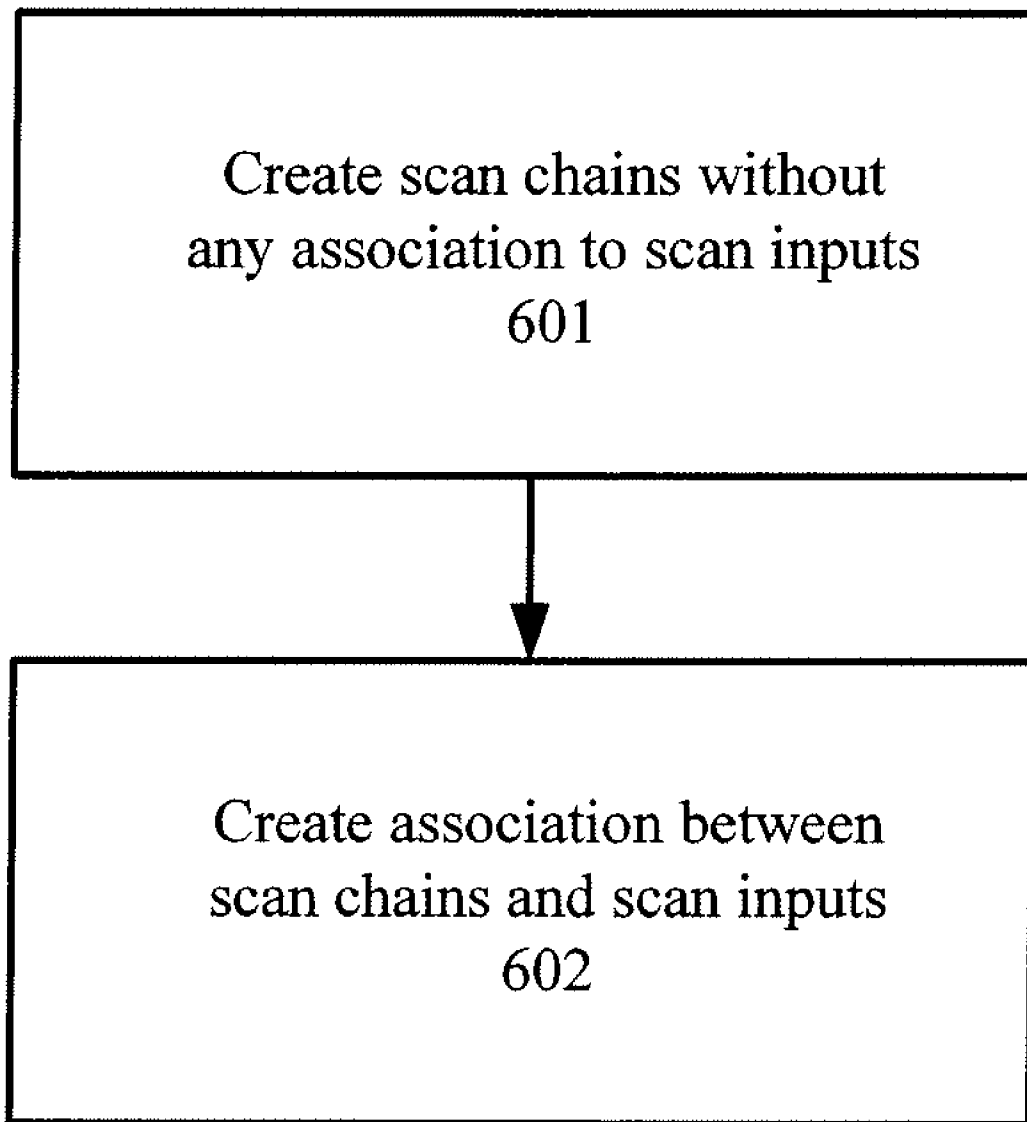 Create scan chains without
any association to scan inputs
601
Create association between
scan chains and scan inputs
602